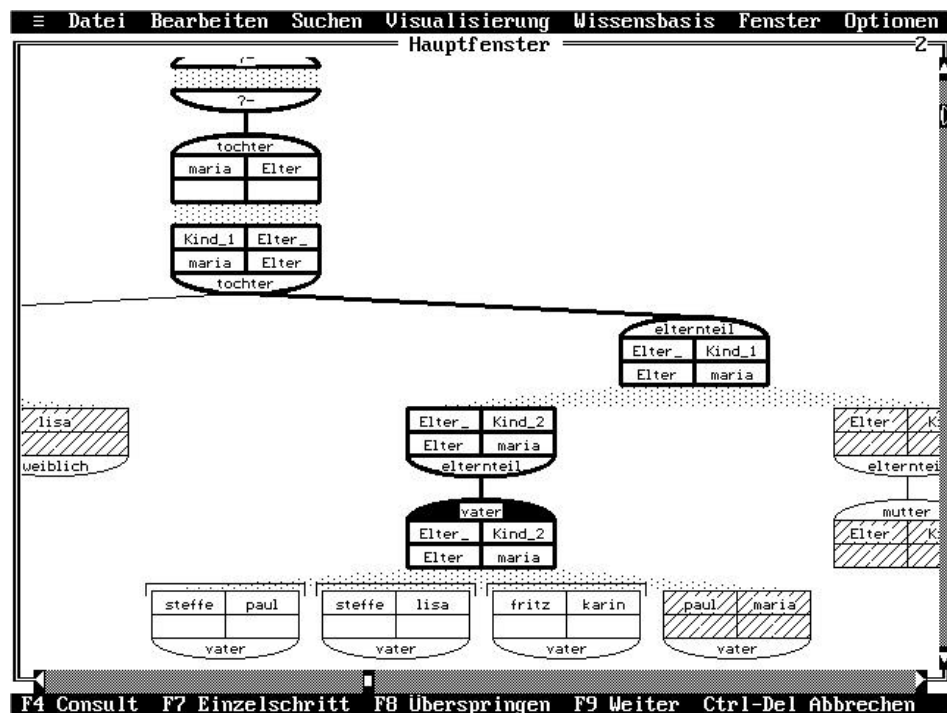 ≡ Datei Bearbeiten Suchen Visualisierung Wissensbasis Fenster Optionen
Hauptfenster 2
?-
?-
tochter
maria Elter
Kind_1 Elter_
maria Elter
tochter
elternteil
Elter_ Kind_1
Elter maria
lisa Elter_ Kind_2 Elter
Elter maria
weiblich elternteil
vater mutter
Elter_ Kind_2 Elter
Elter maria
steffe paul steffe lisa fritz karin paul maria
vater vater vater vater
F4 Consult F7 Einzelschritt F8 Überspringen F9 Weiter Ctrl-Del Abbrechen